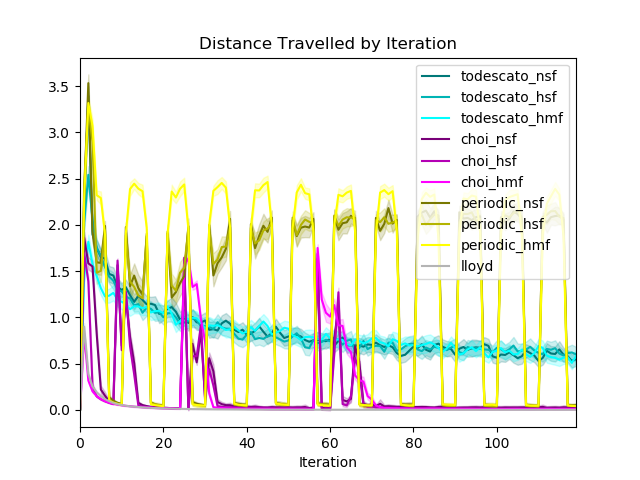 Distance Travelled by Iteration
3.5
3.0
2.5
2.0
1.5
1.0
0.5
0.0
todescato_nsf
todescato_hsf
todescato_hmf
choi_nsf
choi_hsf
choi_hmf
periodic_nsf
periodic_hsf
periodic_hmf
lloyd
0 20 40 60 80 100
Iteration